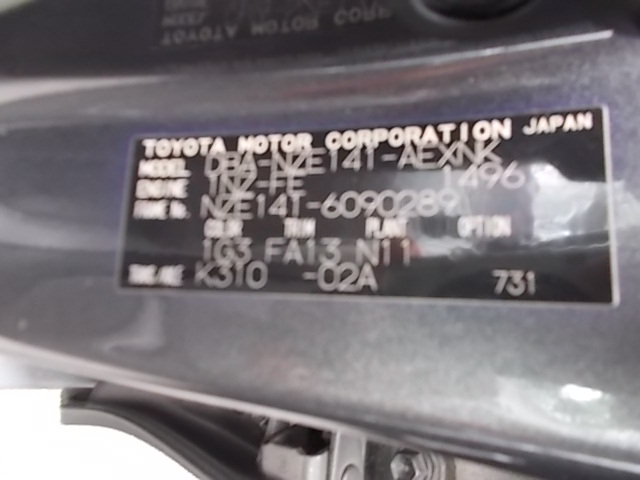 TOYOTA MOTOR CORPORATION JAPAN
MODEL DBA-NZE141-AEXNK
ENGINE 1NZ-FE 1496
FRAME No. NZE141-6090289
COLOR TRIM PLANT OPTION
1G3 FA13 N11
TRANS./AXLE K310 -02A 731